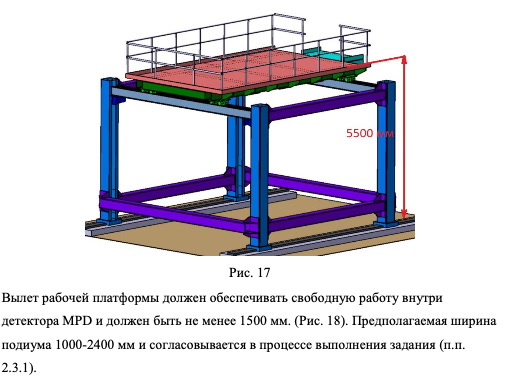 5500 мм
Рис. 17
Вылет рабочей платформы должен обеспечивать свободную работу внутри
детектора MPD и должен быть не менее 1500 мм. (Рис. 18). Предполагаемая ширина
подиума 1000-2400 мм и согласовывается в процессе выполнения задания (п.п.
2.3.1).